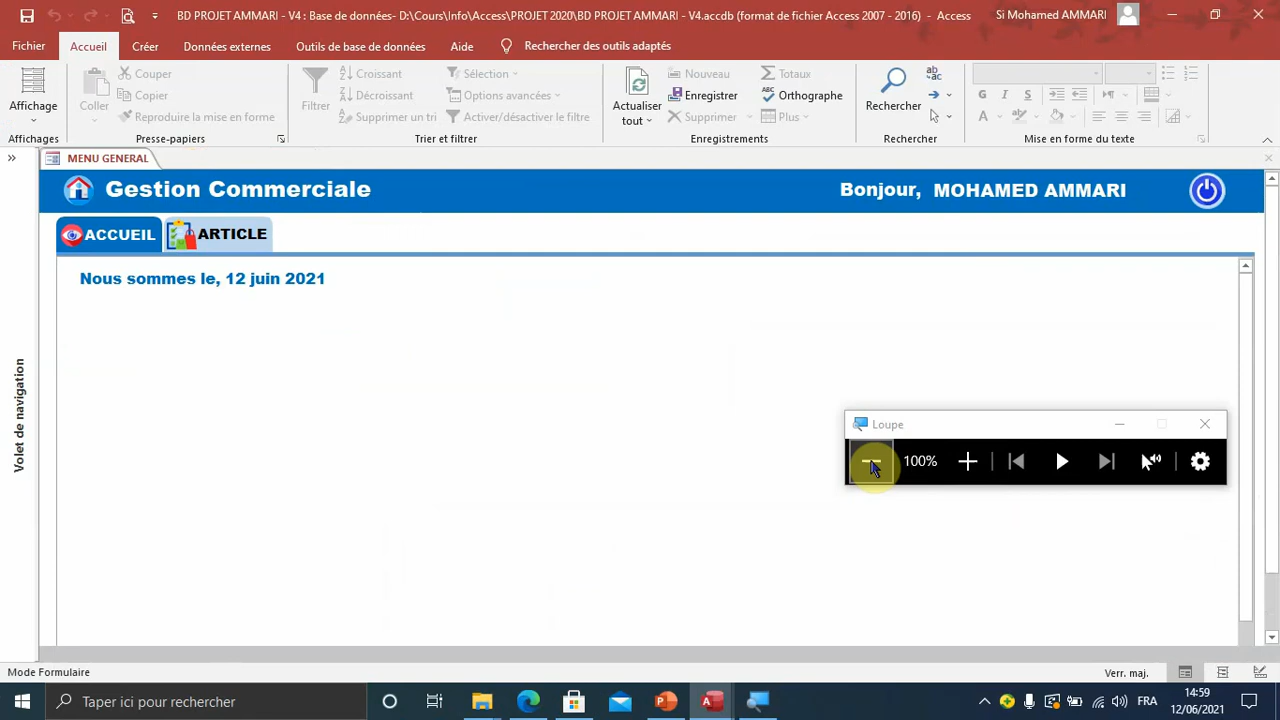 BD PROJET AMMARI - V4 : Base de données- D:\Cours\Info\Access\PROJET 2020\BD PROJET AMMARI - V4.accdb (format de fichier Access 2007 - 2016) - Access
Si Mohamed AMMARI
Fichier
Accueil
Créer
Données externes
Outils de base de données
Aide
Rechercher des outils adaptés
Affichage
Coller
Couper
Copier
Reproduire la mise en forme
Filtrer
Croissant
Décroissant
Supprimer un tri
Sélection
Options avancées
Activer/désactiver le filtre
Actualiser
tout
Nouveau
Enregistrer
Supprimer
Totaux
Orthographe
Plus
Rechercher
G I S
A
Affichages
Presse-papiers
Trier et filtrer
Enregistrements
Rechercher
Mise en forme du texte
MENU GENERAL
Gestion Commerciale
Bonjour, MOHAMED AMMARI
ACCUEIL
ARTICLE
Nous sommes le, 12 juin 2021
Volet de navigation
Loupe
100%
Mode Formulaire
Verr. maj.
Taper ici pour rechercher
FRA
14:59
12/06/2021